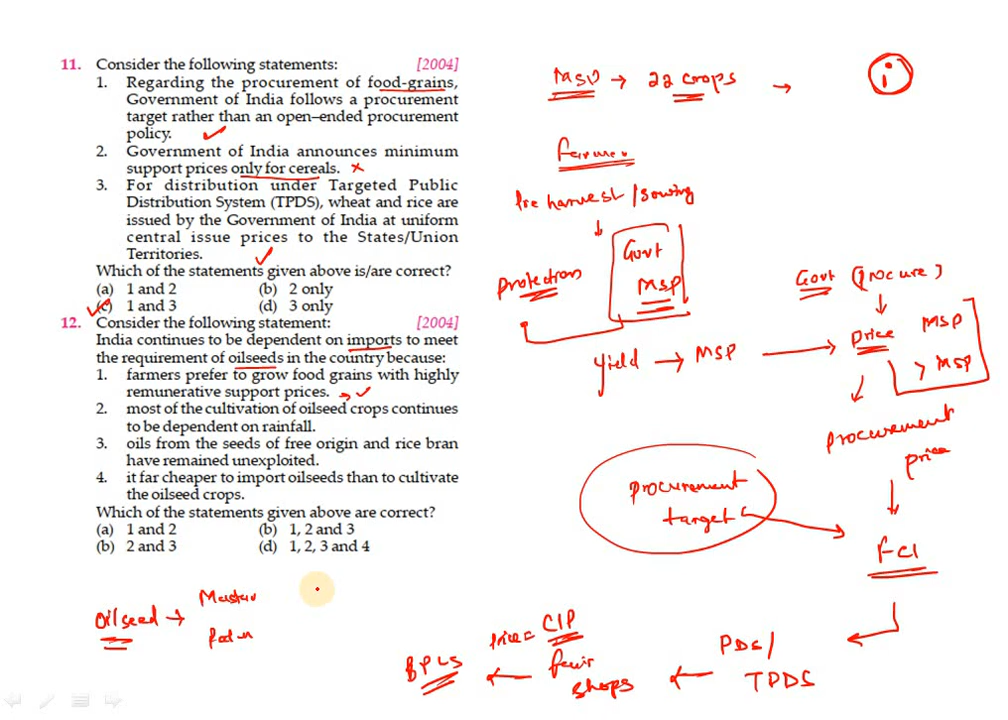 11. Consider the following statements: [2004]
1. Regarding the procurement of food-grains,
Government of India follows a procurement
target rather than an open–ended procurement
policy.
2. Government of India announces minimum
support prices only for cereals.
3. For distribution under Targeted Public
Distribution System (TPDS), wheat and rice are
issued by the Government of India at uniform
central issue prices to the States/Union
Territories.
Which of the statements given above is/are correct?
(a) 1 and 2 (b) 2 only
(c) 1 and 3 (d) 3 only
12. Consider the following statement: [2004]
India continues to be dependent on imports to meet
the requirement of oilseeds in the country because:
1. farmers prefer to grow food grains with highly
remunerative support prices.
2. most of the cultivation of oilseed crops continues
to be dependent on rainfall.
3. oils from the seeds of free origin and rice bran
have remained unexploited.
4. it far cheaper to import oilseeds than to cultivate
the oilseed crops.
Which of the statements given above are correct?
(a) 1 and 2 (b) 1, 2 and 3
(b) 2 and 3 (d) 1, 2, 3 and 4
MSP → 22 crops →
farmer
Pre harvest / sowing
Govt
MSP
protection
Govt (procure)
yield → MSP → price
MSP
> MSP
procurement
price
procurement
target
FCI
PDS/
TPDS
CIP
fair
shops
BPLS
oilseed →